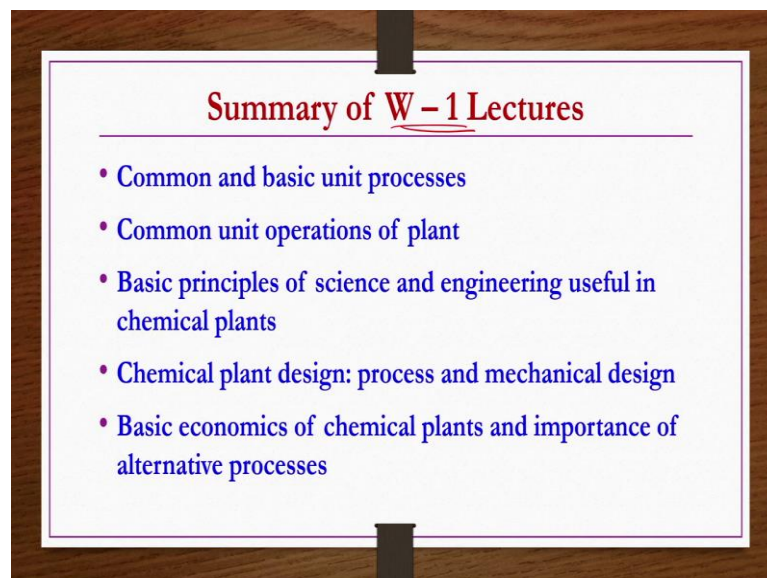 Summary of W – 1 Lectures
• Common and basic unit processes
• Common unit operations of plant
• Basic principles of science and engineering useful in
chemical plants
• Chemical plant design: process and mechanical design
• Basic economics of chemical plants and importance of
alternative processes